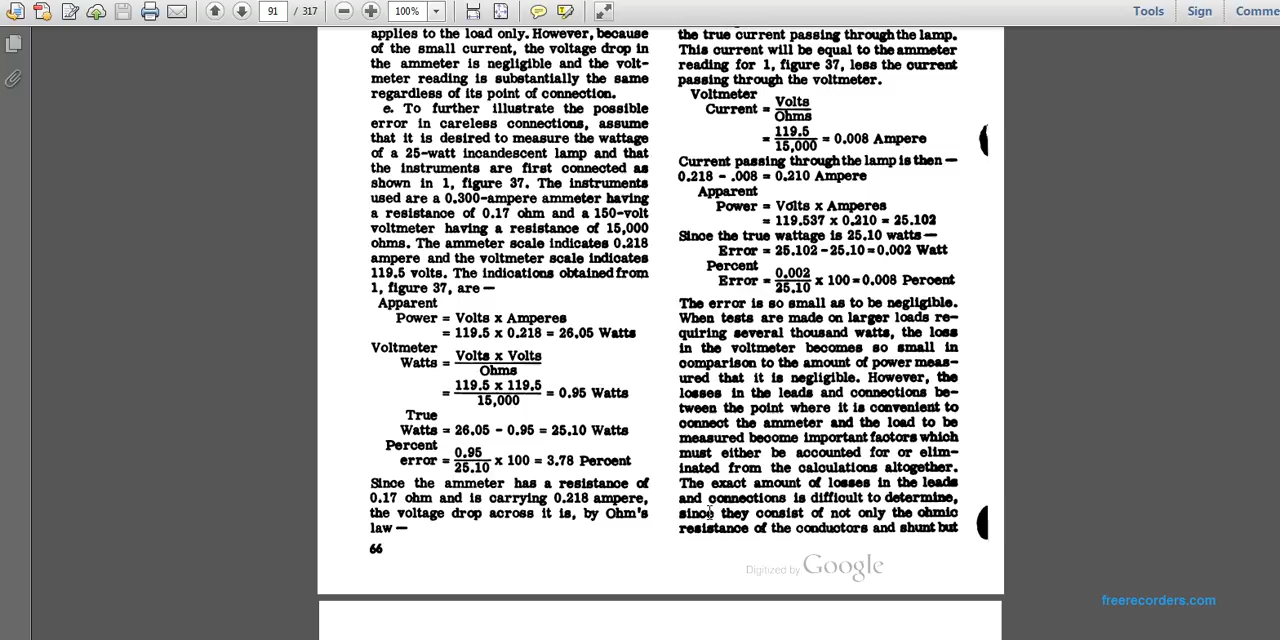 91 / 317
100%
Tools
Sign
Comme
applies to the load only. However, because
of the small current, the voltage drop in
the ammeter is negligible and the volt-
meter reading is substantially the same
regardless of its point of connection.
e. To further illustrate the possible
error in careless connections, assume
that it is desired to measure the wattage
of a 25-watt incandescent lamp and that
the instruments are first connected as
shown in 1, figure 37. The instruments
used are a 0.300-ampere ammeter having
a resistance of 0.17 ohm and a 150-volt
voltmeter having a resistance of 15,000
ohms. The ammeter scale indicates 0.218
ampere and the voltmeter scale indicates
119.5 volts. The indications obtained from
1, figure 37, are —
Apparent
Power = Volts x Amperes
= 119.5 x 0.218 = 26.05 Watts
Voltmeter
Watts = Volts x Volts
Ohms
= 119.5 x 119.5
15,000
= 0.95 Watts
True
Watts = 26.05 - 0.95 = 25.10 Watts
Percent
error = 0.95
25.10
x 100 = 3.78 Percent
Since the ammeter has a resistance of
0.17 ohm and is carrying 0.218 ampere,
the voltage drop across it is, by Ohm's
law —
66
the true current passing through the lamp.
This current will be equal to the ammeter
reading for 1, figure 37, less the current
passing through the voltmeter.
Voltmeter
Current = Volts
Ohms
= 119.5
15,000
= 0.008 Ampere
Current passing through the lamp is then —
0.218 - .008 = 0.210 Ampere
Apparent
Power = Volts x Amperes
= 119.537 x 0.210 = 25.102
Since the true wattage is 25.10 watts —
Error = 25.102 - 25.10 = 0.002 Watt
Percent
Error = 0.002
25.10
x 100 = 0.008 Percent
The error is so small as to be negligible.
When tests are made on larger loads re-
quiring several thousand watts, the loss
in the voltmeter becomes so small in
comparison to the amount of power meas-
ured that it is negligible. However, the
losses in the leads and connections be-
tween the point where it is convenient to
connect the ammeter and the load to be
measured become important factors which
must either be accounted for or elim-
inated from the calculations altogether.
The exact amount of losses in the leads
and connections is difficult to determine,
since they consist of not only the ohmic
resistance of the conductors and shunt but
Digitized by Google
freerecorders.com